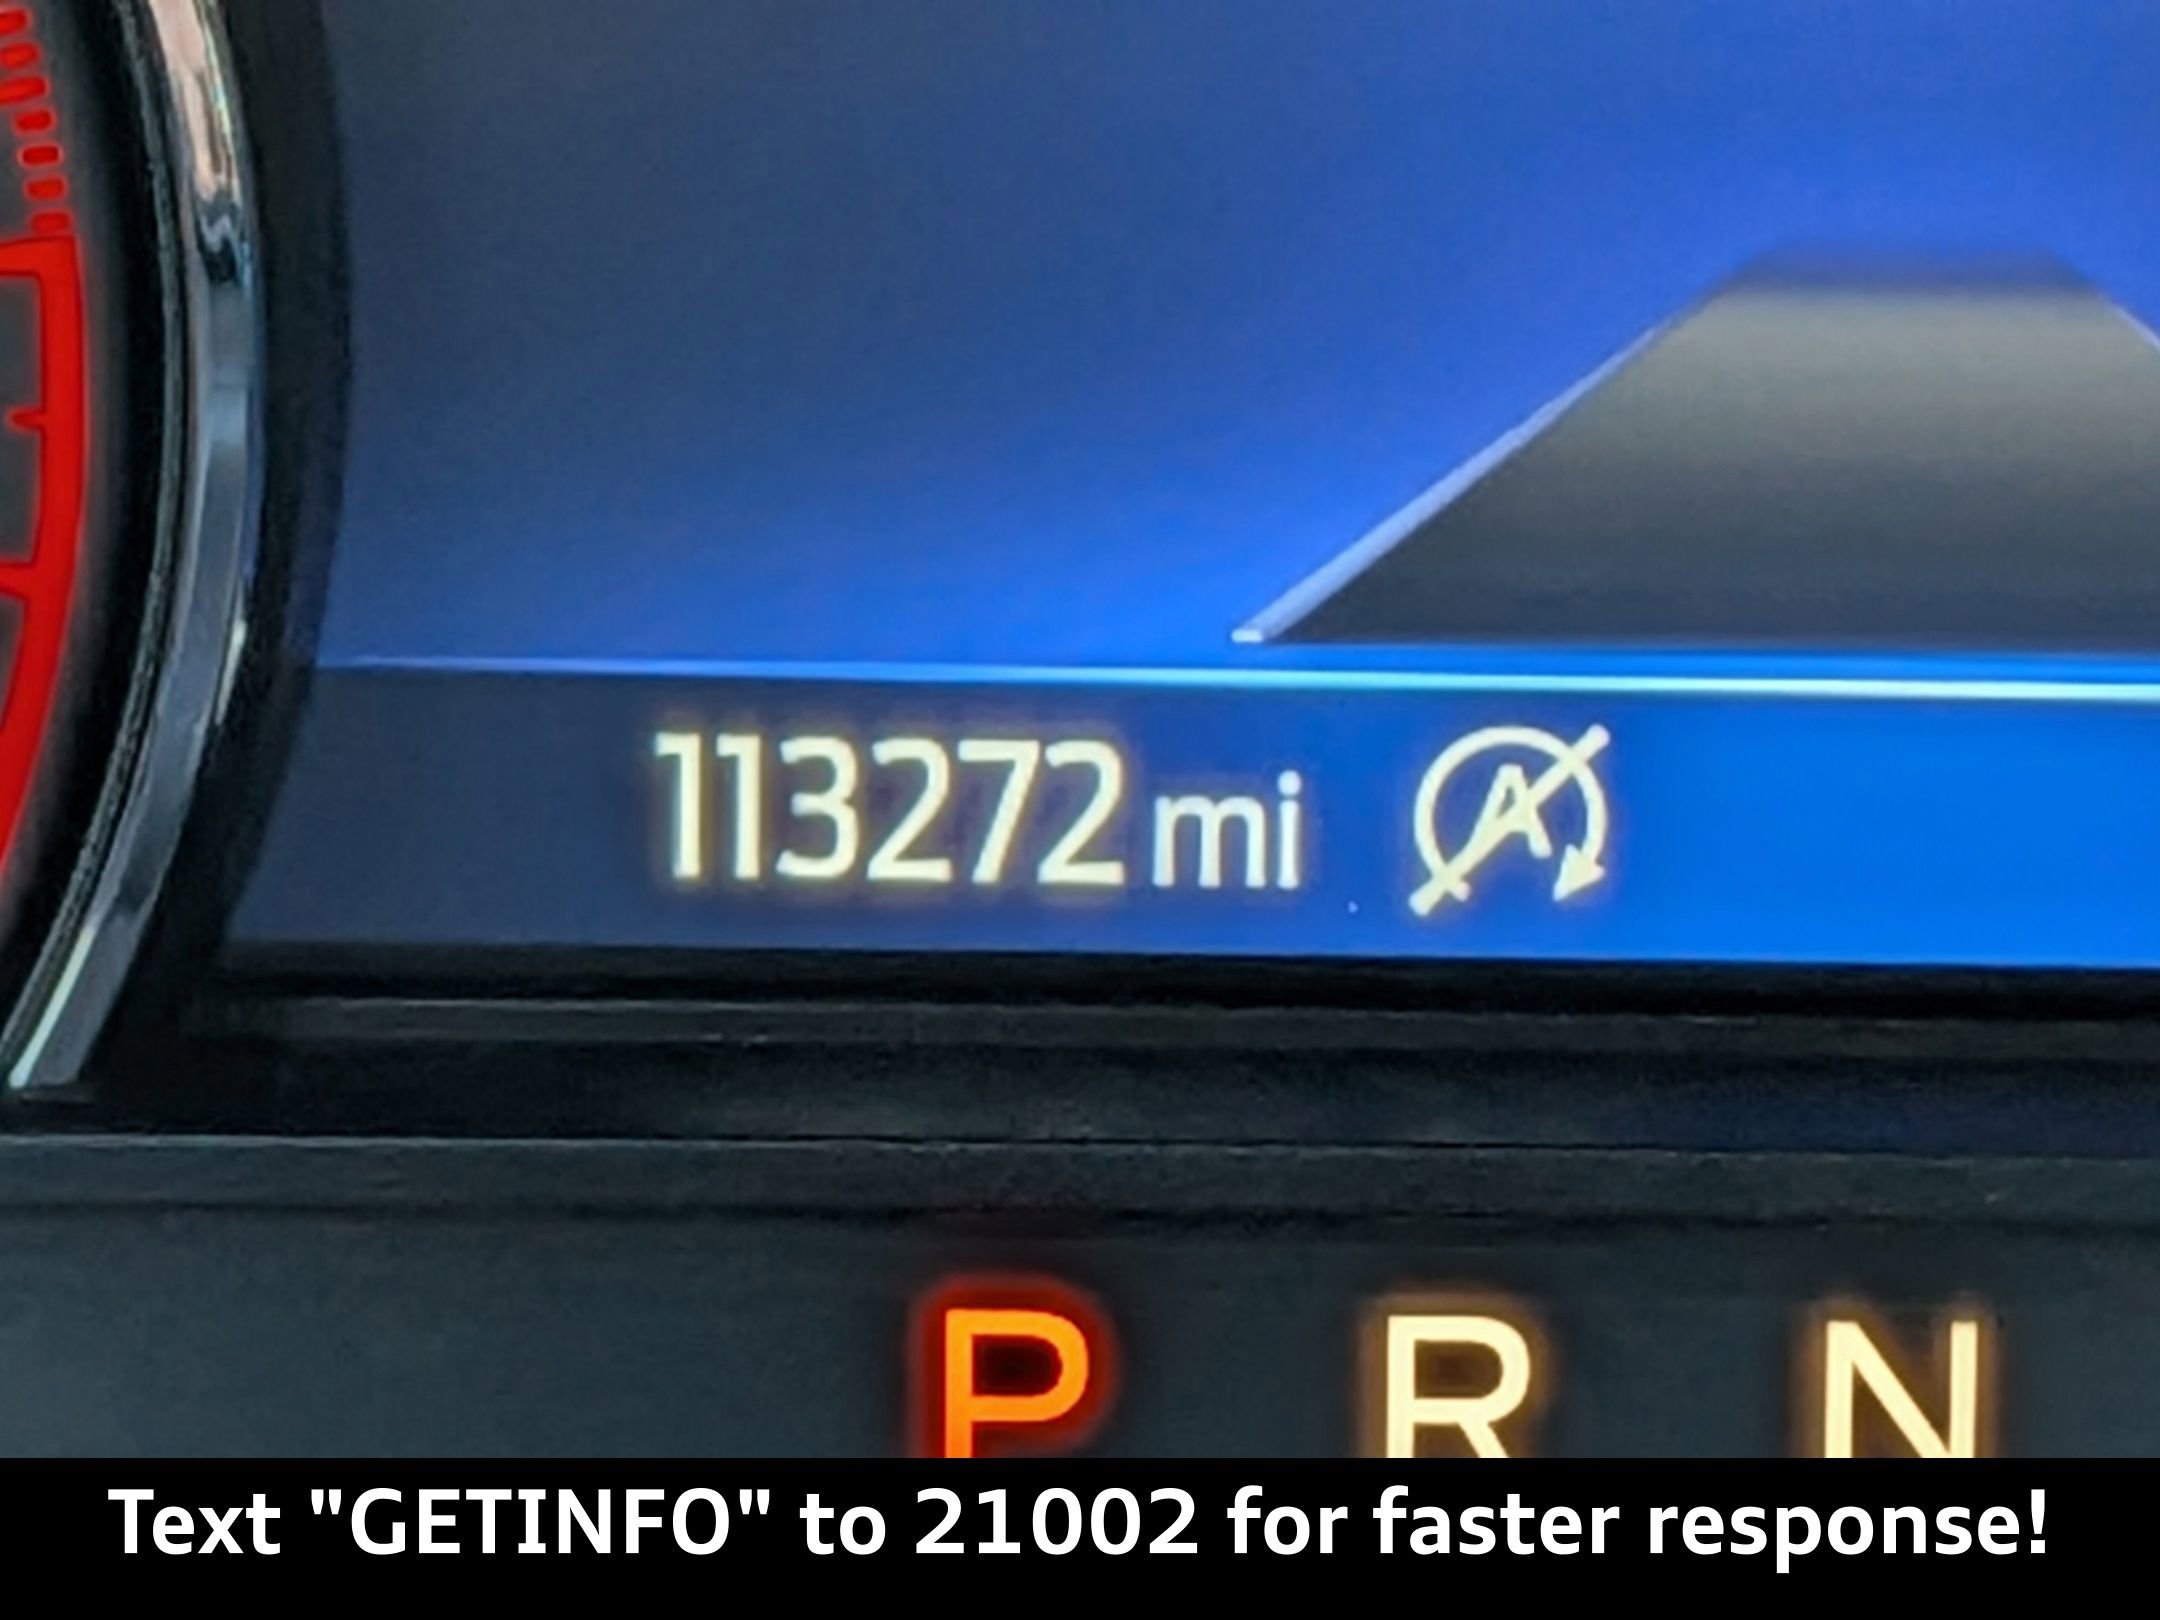 113272 mi A
P R N
Text "GETINFO" to 21002 for faster response!